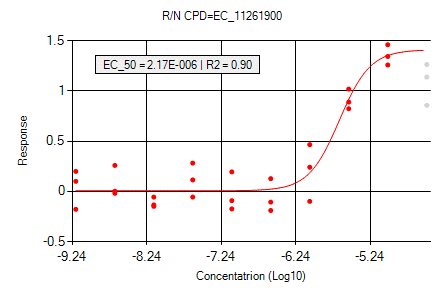 R/N CPD=EC_11261900
1.5
EC_50 = 2.17E-006 | R2 = 0.90
1
Response
0.5
0
-0.5
-9.24 -8.24 -7.24 -6.24 -5.24
Concentatrion (Log10)